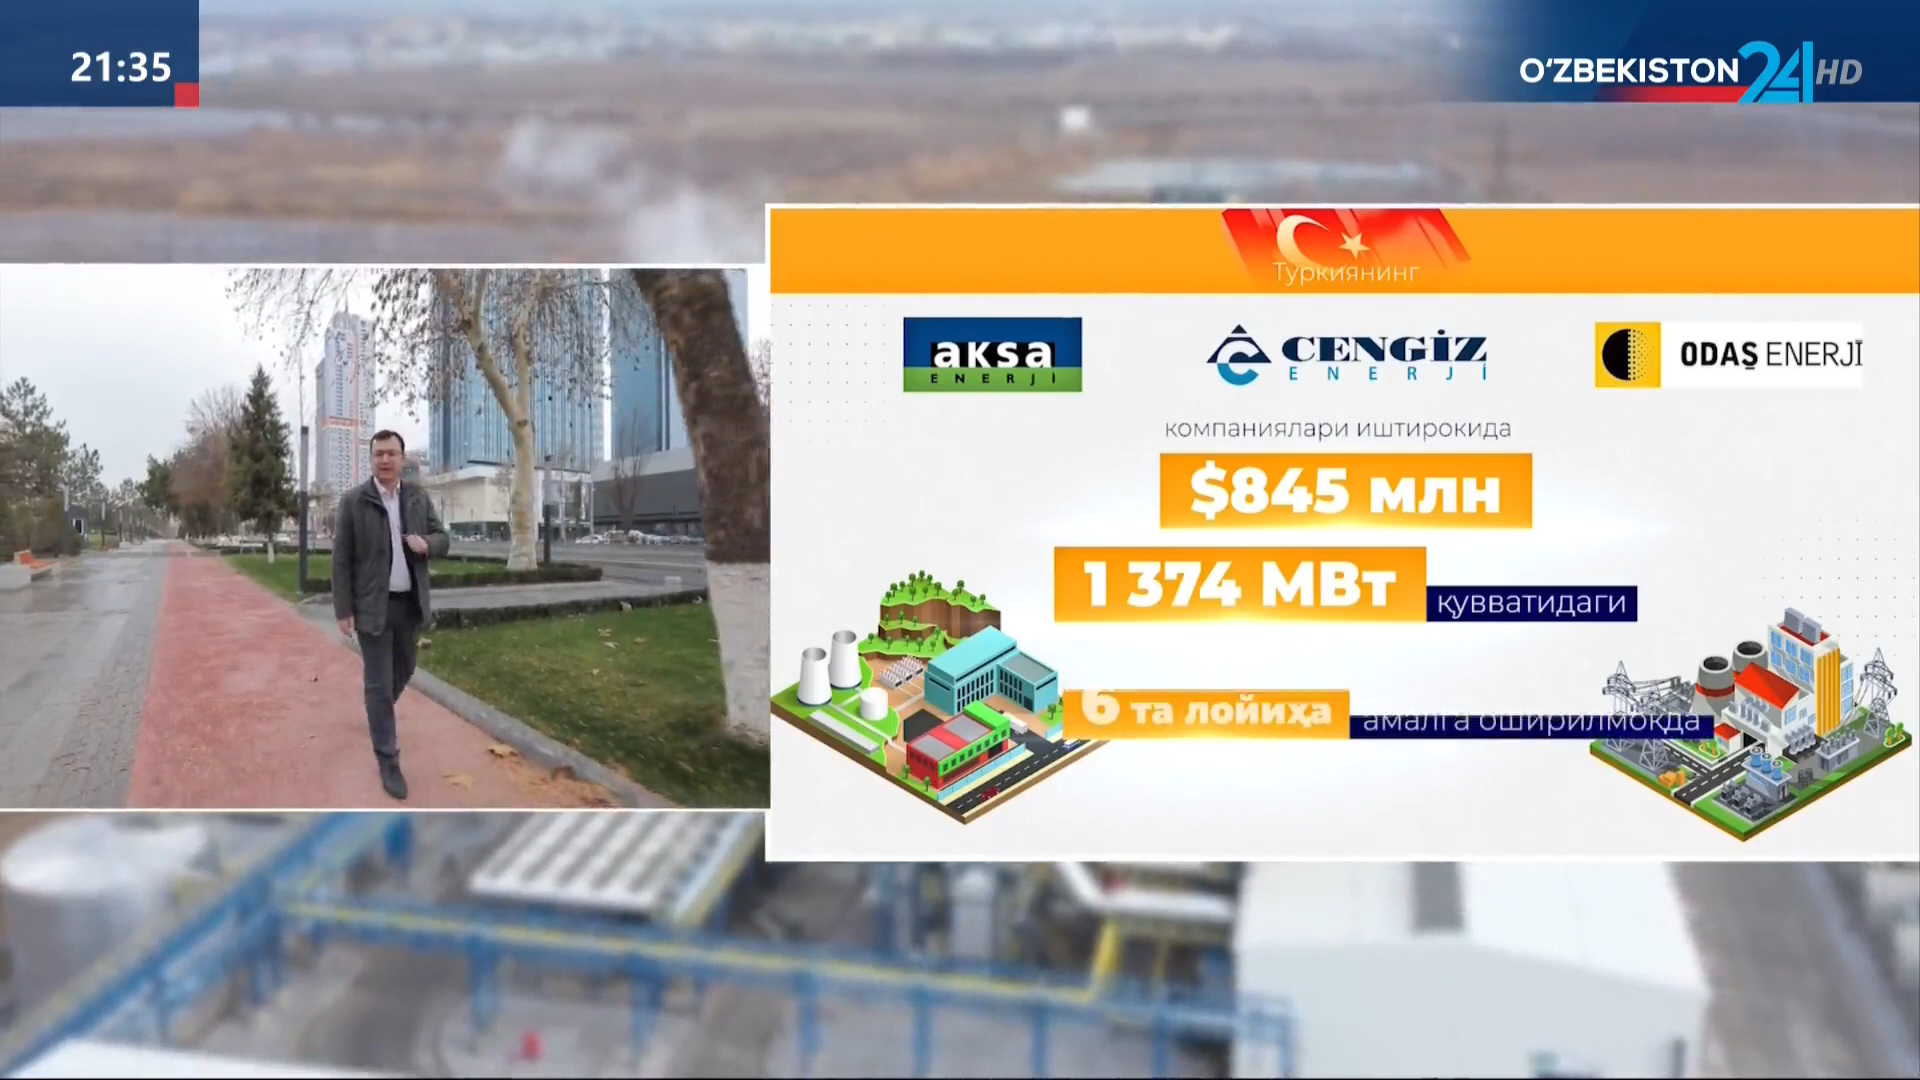 21:35
O‘ZBEKISTON 24 HD
Туркиянинг
aksa
ENERJİ
CENGİZ
ENERJİ
ODAŞ ENERJİ
компаниялари иштирокида
$845 млн
1 374 МВт қувватидаги
6 та лойиҳа амалга оширилмоқда